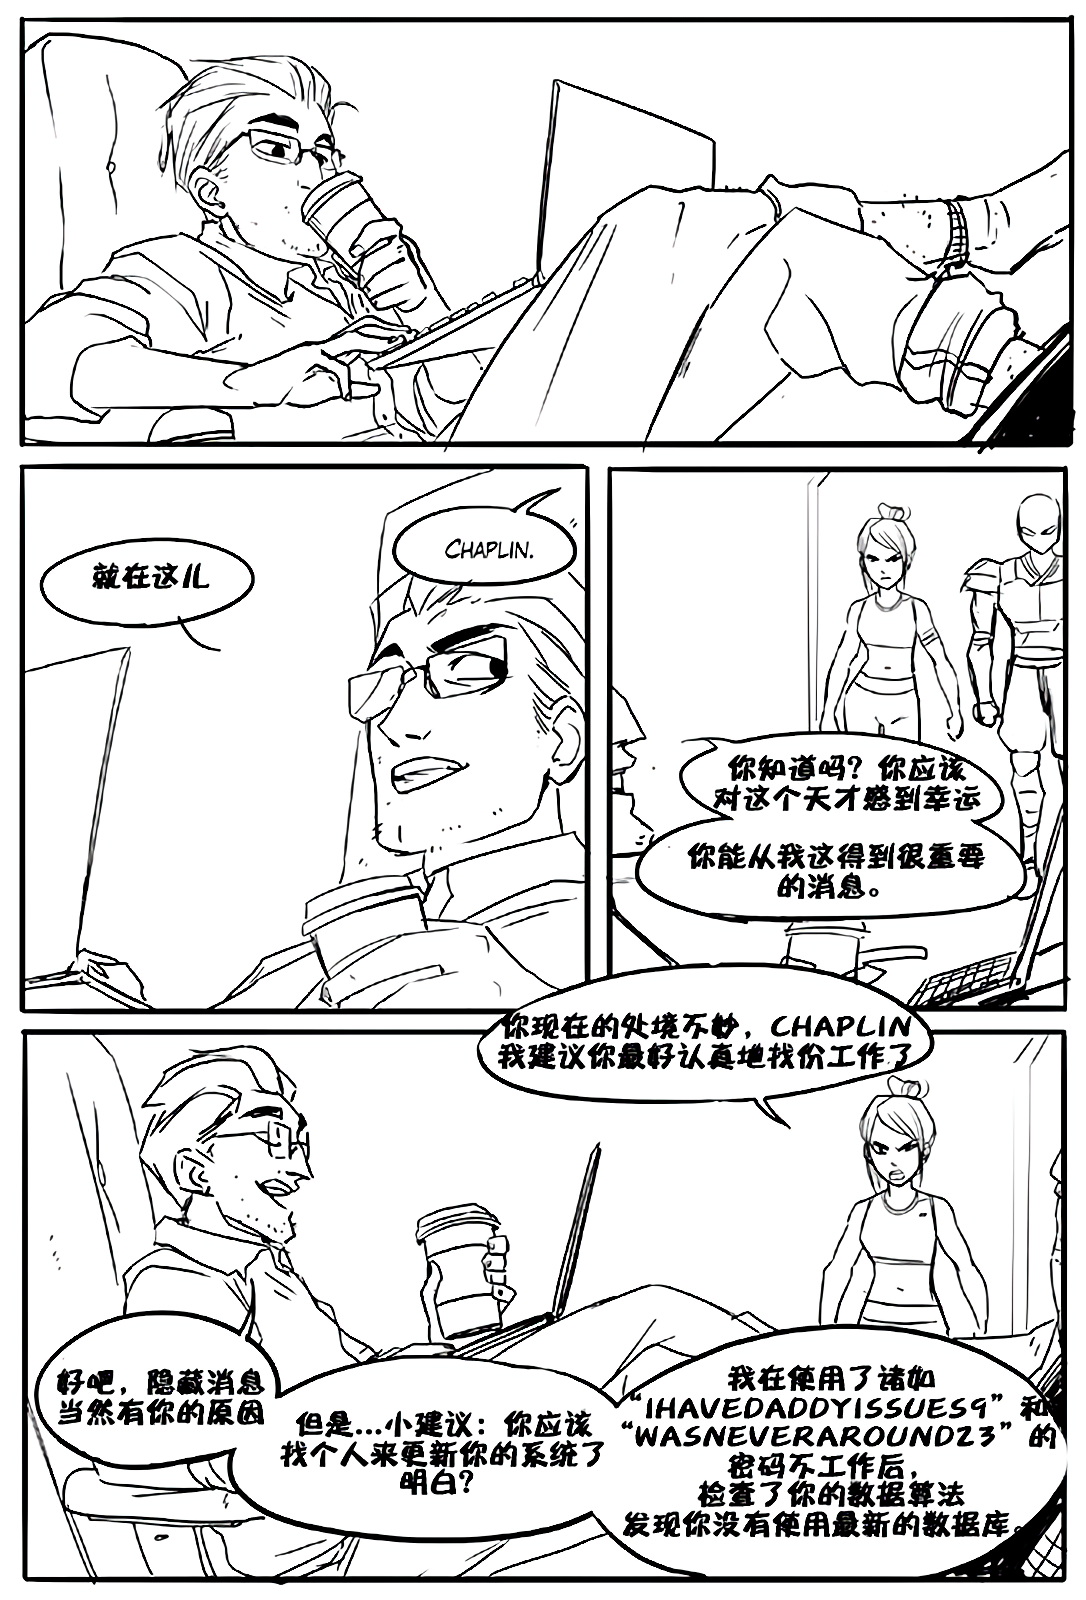 CHAPLIN.
就在这儿
你知道吗？你应该
对这个天才感到幸运
你能从我这得到很重要
的消息。
你现在的处境不妙，CHAPLIN
我建议你最好认真地找份工作了
好吧，隐藏消息
当然有你的原因
但是...小建议：你应该
找个人来更新你的系统了
明白？
我在使用了诸如
“IHAVEDADDYISSUES9”和
“WASNEVERAROUND23”的
密码不工作后，
检查了你的数据算法
发现你没有使用最新的数据库。